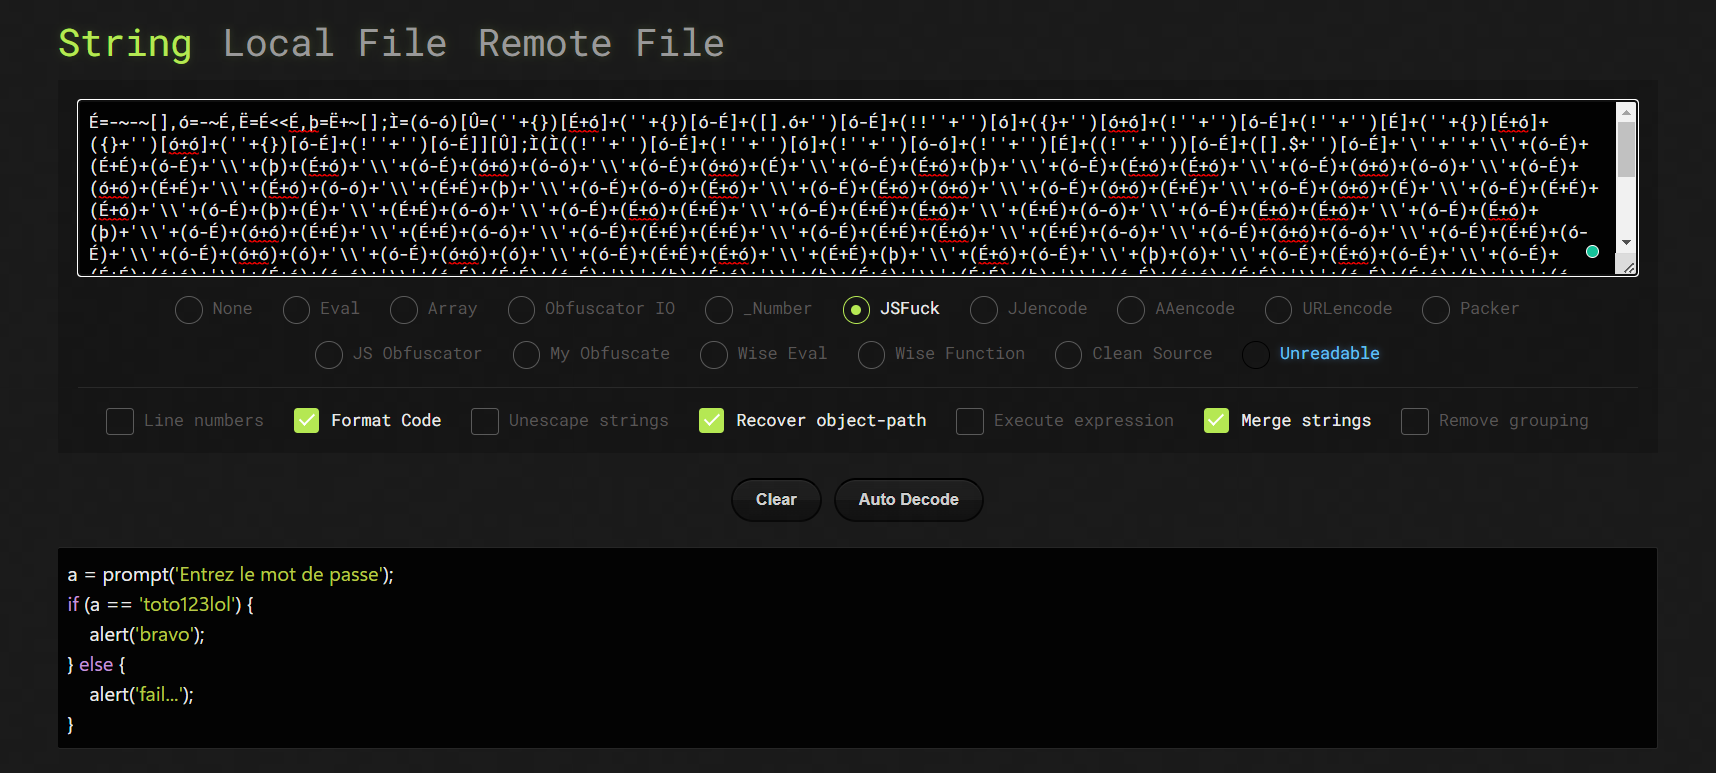 String Local File Remote File
É=-~-~[],ó=-~É,Ë=É<<É,þ=Ë+~[];Ì=(ó-ó)[Û=(''+{})[É+ó]+(''+{})[ó-É]+([].ó+'')[ó-É]+(!!''+'')[ó]+({}+'')[ó+ó]+(!''+'')[ó-É]+(!''+'')[É]+(''+{})[É+ó]+
({}+'')[ó+ó]+(''+{})[ó-É]+(!''+'')[ó-É]][Û];Ì(Ì((!''+'')[ó-É]+(!''+'')[ó]+(!''+'')[ó-ó]+(!''+'')[É]+((!''+''))[ó-É]+([].$+'')[ó-É]+'\''+''+'\\'+(ó-É)+
(É+É)+(ó-É)+'\\'+(þ)+(É+ó)+'\\'+(ó-É)+(ó+ó)+(ó-ó)+'\\'+(ó-É)+(ó+ó)+(É)+'\\'+(ó-É)+(É+ó)+(þ)+'\\'+(ó-É)+(É+ó)+(É+ó)+'\\'+(ó-É)+(ó+ó)+(ó-ó)+'\\'+(ó-É)+
(ó+ó)+(É+É)+'\\'+(É+ó)+(ó-ó)+'\\'+(É+É)+(þ)+'\\'+(ó-É)+(ó-ó)+(É+ó)+'\\'+(ó-É)+(É+ó)+(ó+ó)+'\\'+(ó-É)+(ó+ó)+(É+É)+'\\'+(ó-É)+(ó+ó)+(É)+'\\'+(ó-É)+(É+É)+
(É+ó)+'\\'+(ó-É)+(þ)+(É)+'\\'+(É+É)+(ó-ó)+'\\'+(ó-É)+(É+ó)+(É+É)+'\\'+(ó-É)+(É+É)+(É+ó)+'\\'+(É+É)+(ó-ó)+'\\'+(ó-É)+(É+ó)+(É+ó)+'\\'+(ó-É)+(É+ó)+
(þ)+'\\'+(ó-É)+(ó+ó)+(É+É)+'\\'+(É+É)+(ó-ó)+'\\'+(ó-É)+(É+É)+(É+É)+'\\'+(ó-É)+(É+É)+(É+ó)+'\\'+(É+É)+(ó-ó)+'\\'+(ó-É)+(ó+ó)+(ó-ó)+'\\'+(ó-É)+(É+É)+(ó-
É)+'\\'+(ó-É)+(ó+ó)+(ó)+'\\'+(ó-É)+(ó+ó)+(ó)+'\\'+(ó-É)+(É+É)+(É+ó)+'\\'+(É+É)+(þ)+'\\'+(É+ó)+(ó-É)+'\\'+(þ)+(ó)+'\\'+(ó-É)+(É+ó)+(ó-É)+'\\'+(ó-É)+
None Eval Array Obfuscator IO _Number JSFuck JJencode AAencode URLencode Packer
JS Obfuscator My Obfuscate Wise Eval Wise Function Clean Source Unreadable
Line numbers Format Code Unescape strings Recover object-path Execute expression Merge strings Remove grouping
Clear Auto Decode
a = prompt('Entrez le mot de passe');
if (a == 'toto123lol') {
alert('bravo');
} else {
alert('fail...');
}